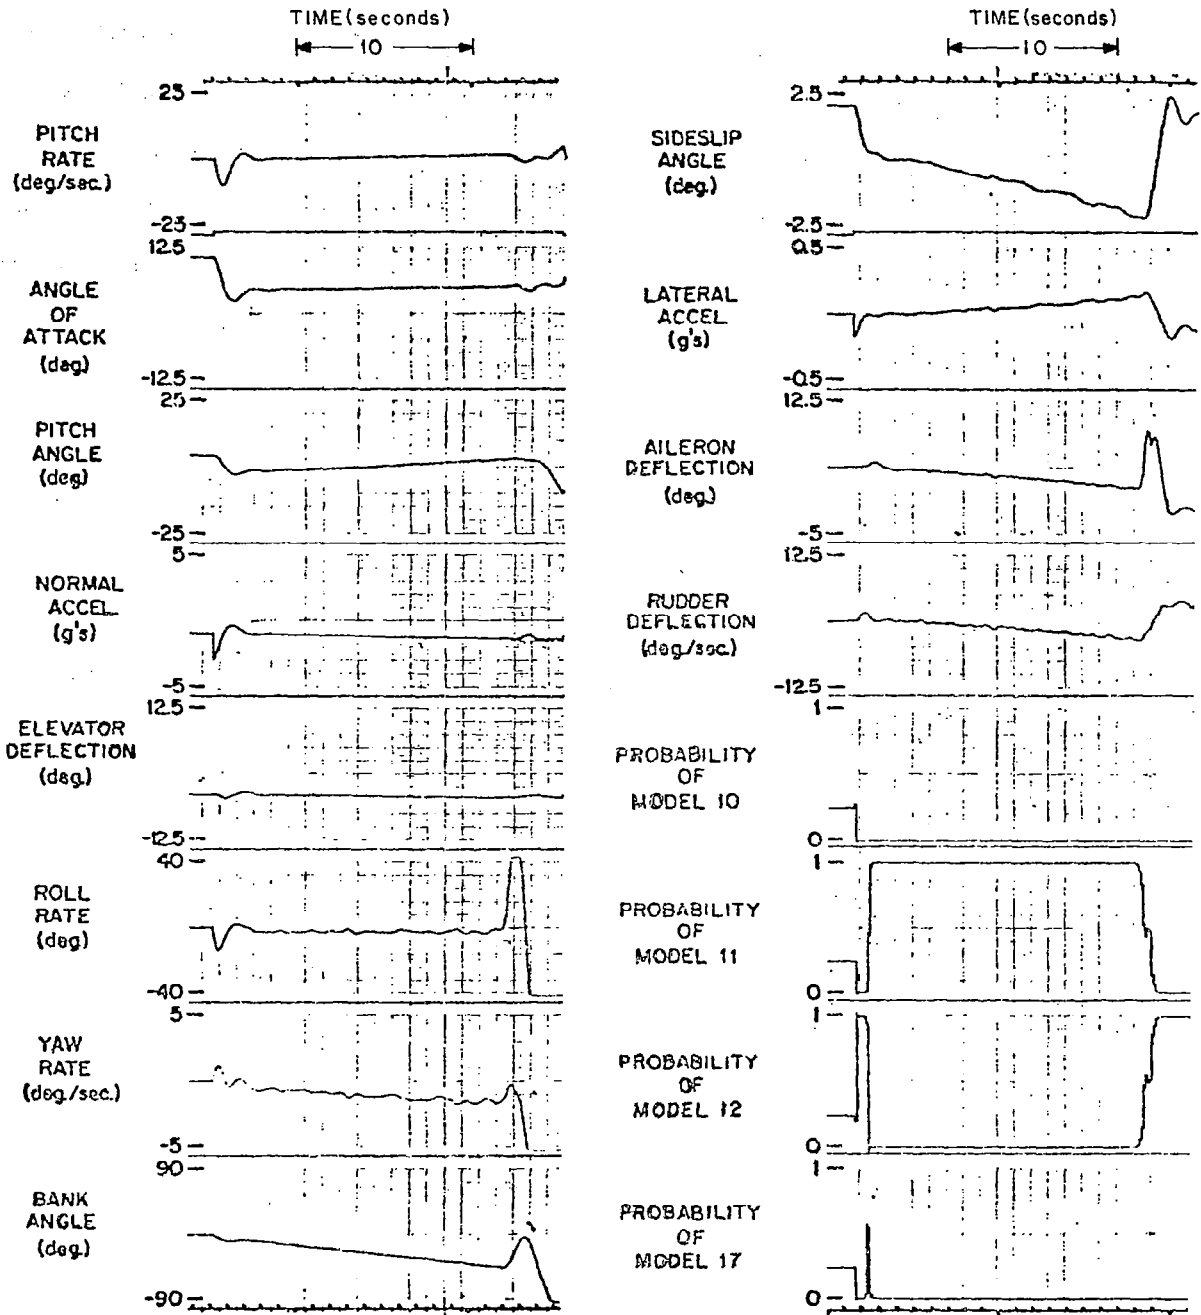 TIME(seconds)
10
25
PITCH
RATE
(deg/sec.)
-25
12.5
ANGLE
OF
ATTACK
(deg.)
-12.5
25
PITCH
ANGLE
(deg.)
-25
5
NORMAL
ACCEL.
(g's)
-5
12.5
ELEVATOR
DEFLECTION
(deg.)
-12.5
40
ROLL
RATE
(deg)
-40
5
YAW
RATE
(deg./sec.)
-5
90
BANK
ANGLE
(deg.)
-90
TIME(seconds)
10
2.5
SIDESLIP
ANGLE
(deg.)
-2.5
0.5
LATERAL
ACCEL
(g's)
-0.5
12.5
AILERON
DEFLECTION
(deg.)
-5
12.5
RUDDER
DEFLECTION
(deg./sec.)
-12.5
1
PROBABILITY
OF
MODEL 10
0
1
PROBABILITY
OF
MODEL 11
0
1
PROBABILITY
OF
MODEL 12
0
1
PROBABILITY
OF
MODEL 17
0